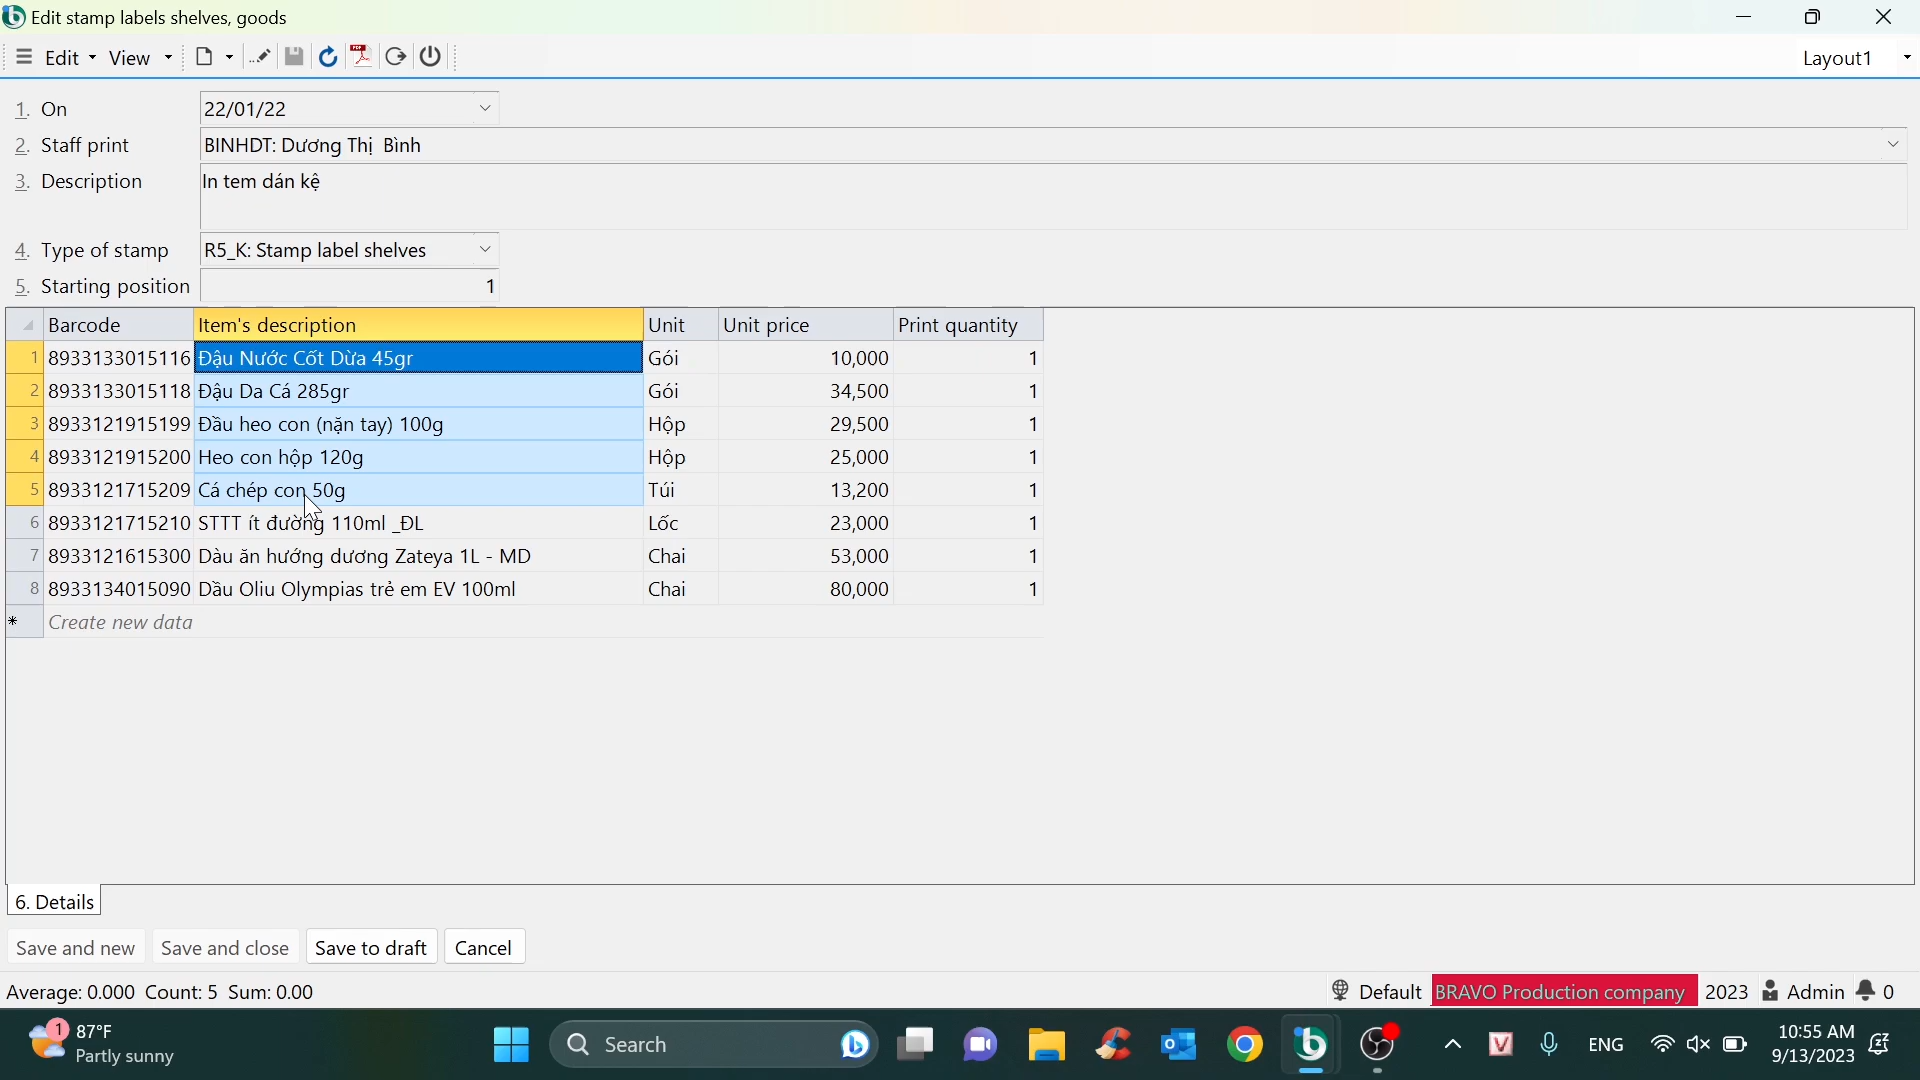 Edit stamp labels shelves, goods
Edit View Layout1
1. On 22/01/22
2. Staff print BINHDT: Dương Thị Bình
3. Description In tem dán kệ
4. Type of stamp R5_K: Stamp label shelves
5. Starting position 1
Barcode Item's description Unit Unit price Print quantity
1 8933133015116 Đậu Nước Cốt Dừa 45gr Gói 10,000 1
2 8933133015118 Đậu Da Cá 285gr Gói 34,500 1
3 8933121915199 Đầu heo con (nặn tay) 100g Hộp 29,500 1
4 8933121915200 Heo con hộp 120g Hộp 25,000 1
5 8933121715209 Cá chép con 50g Túi 13,200 1
6 8933121715210 STTT ít đường 110ml _ĐL Lốc 23,000 1
7 8933121615300 Dàu ăn hướng dương Zateya 1L - MD Chai 53,000 1
8 8933134015090 Dầu Oliu Olympias trẻ em EV 100ml Chai 80,000 1
* Create new data
6. Details
Save and new Save and close Save to draft Cancel
Average: 0.000 Count: 5 Sum: 0.00 Default BRAVO Production company 2023 Admin 0
1 87°F Search ENG 10:55 AM
Partly sunny 9/13/2023